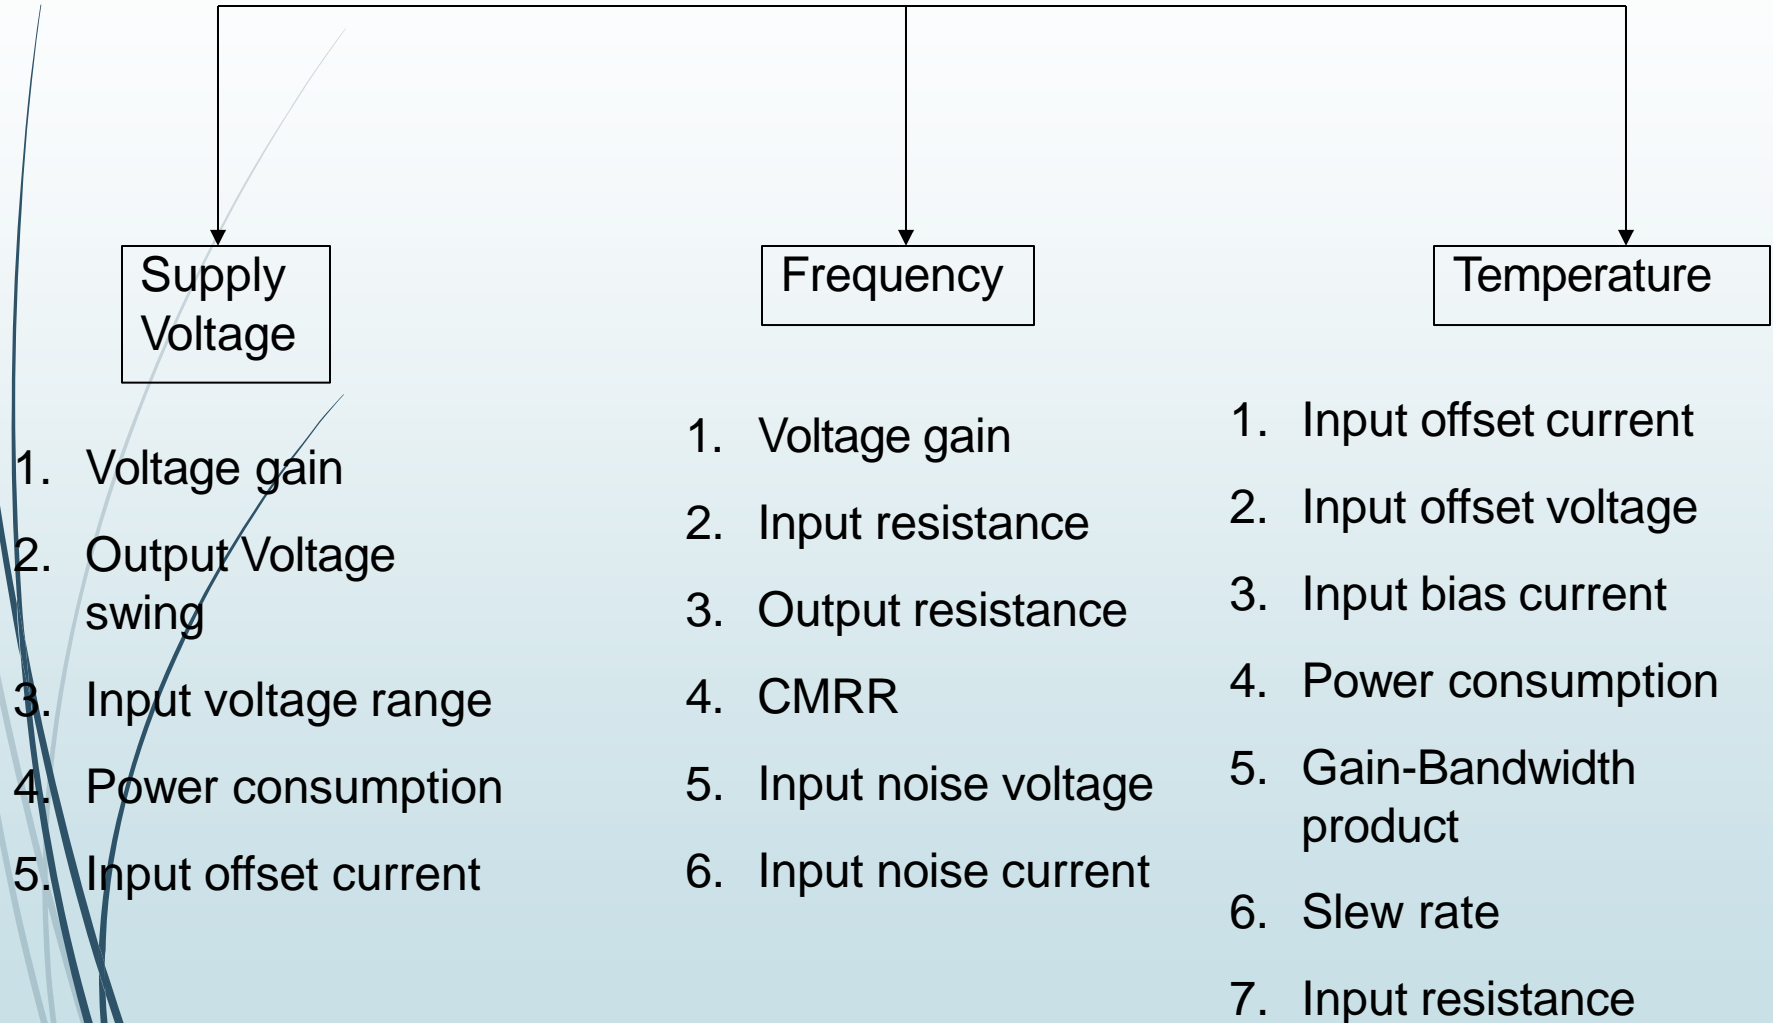 Supply
Voltage
1. Voltage gain
2. Output Voltage
swing
3. Input voltage range
4. Power consumption
5. Input offset current
Frequency
1. Voltage gain
2. Input resistance
3. Output resistance
4. CMRR
5. Input noise voltage
6. Input noise current
Temperature
1. Input offset current
2. Input offset voltage
3. Input bias current
4. Power consumption
5. Gain-Bandwidth
product
6. Slew rate
7. Input resistance